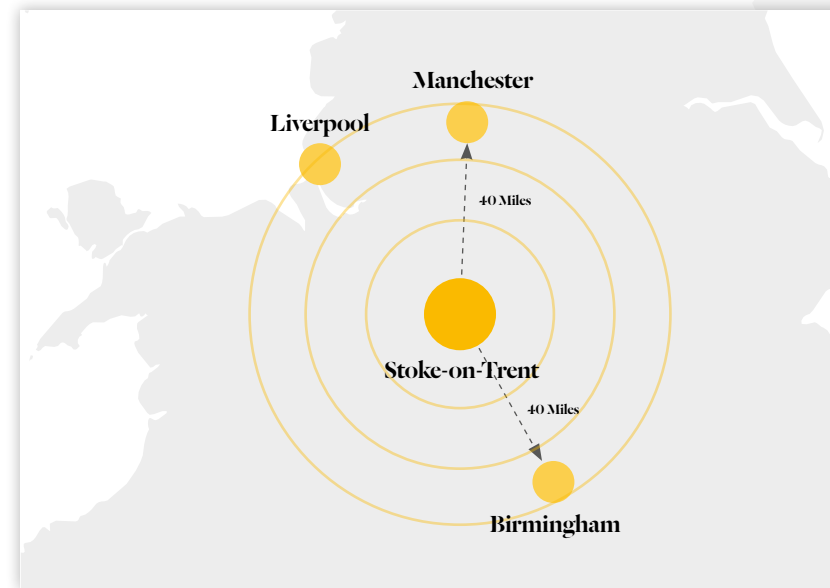 Manchester
Liverpool
40 Miles
Stoke-on-Trent
40 Miles
Birmingham